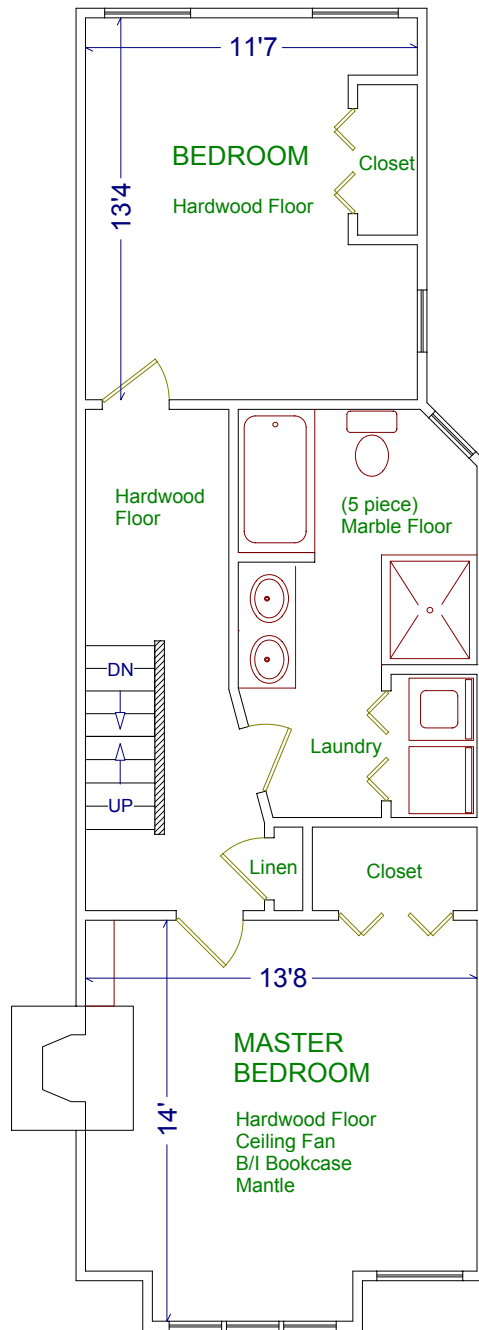 11'7
BEDROOM
Closet
13'4
Hardwood Floor
Hardwood
Floor
(5 piece)
Marble Floor
DN
Laundry
UP
Linen
Closet
13'8
MASTER
BEDROOM
14'
Hardwood Floor
Ceiling Fan
B/I Bookcase
Mantle